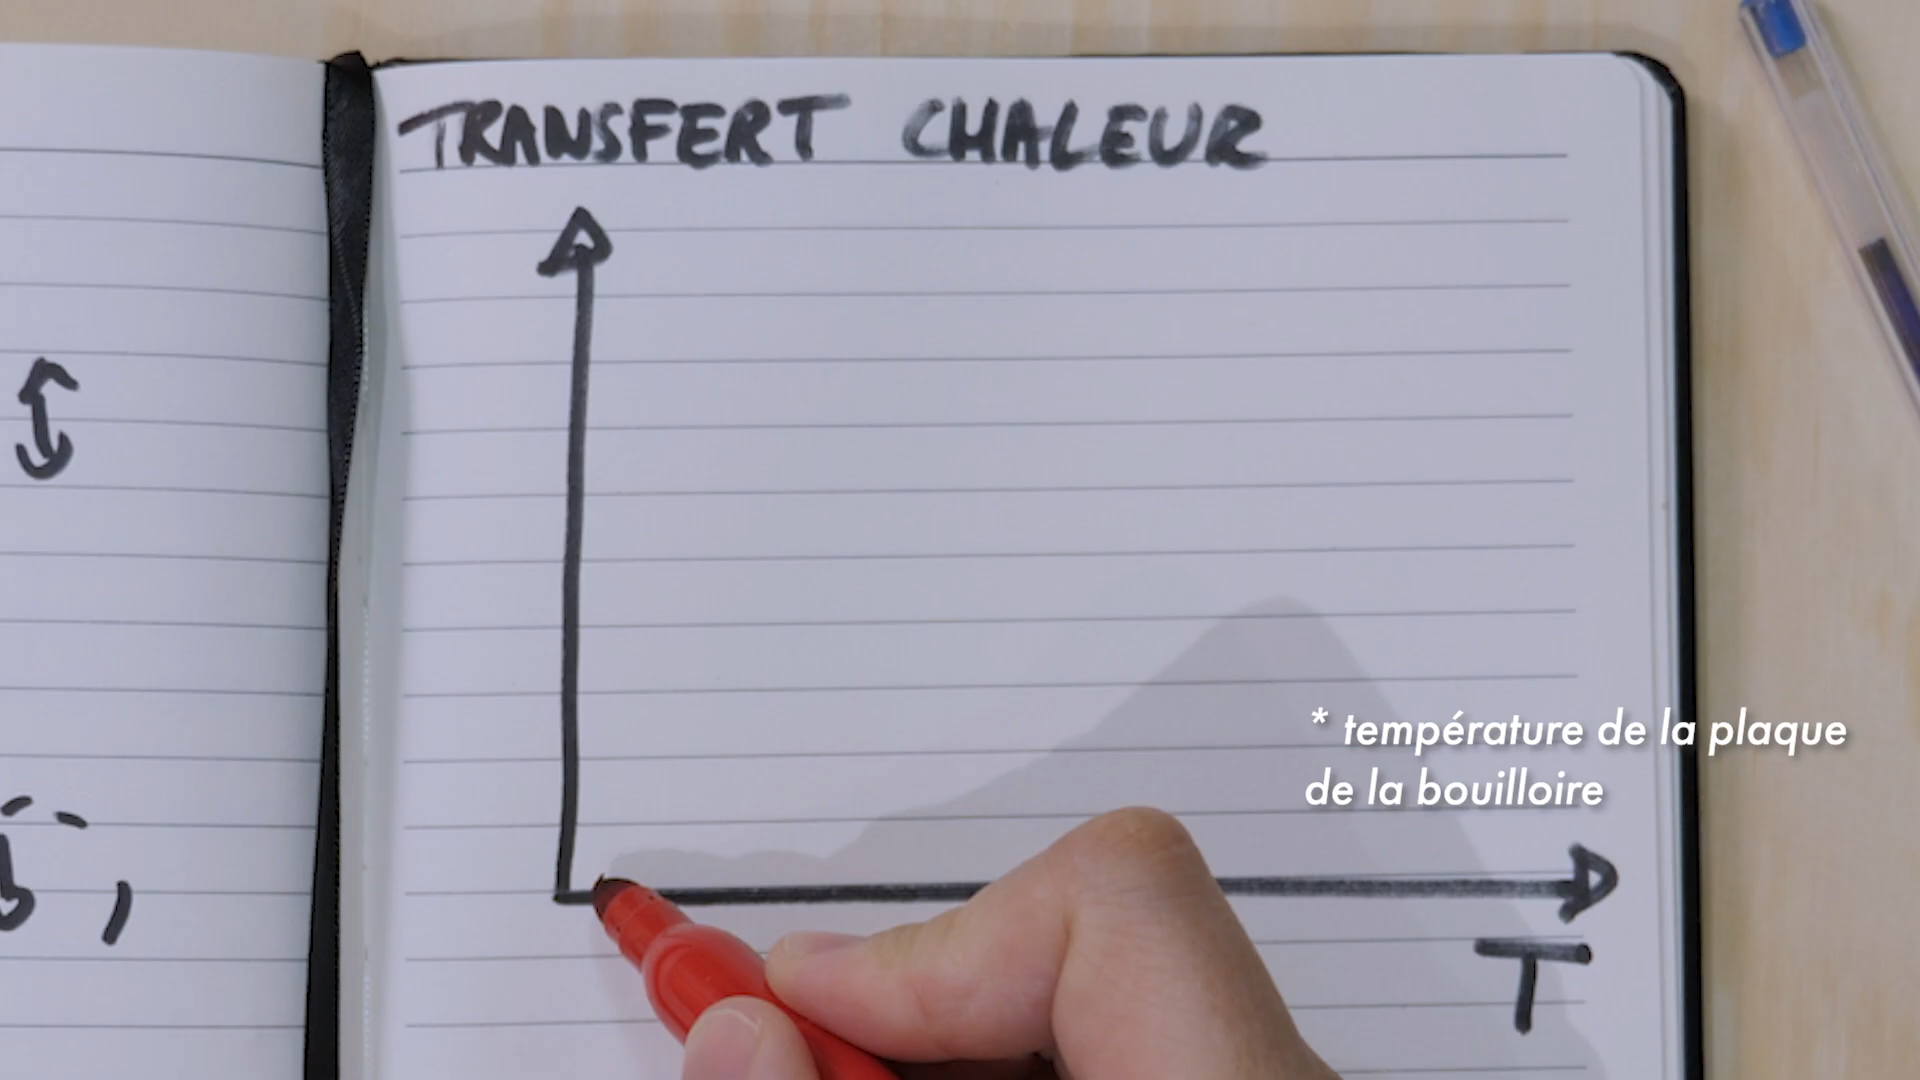 TRANSFERT CHALEUR
* température de la plaque
de la bouilloire
T